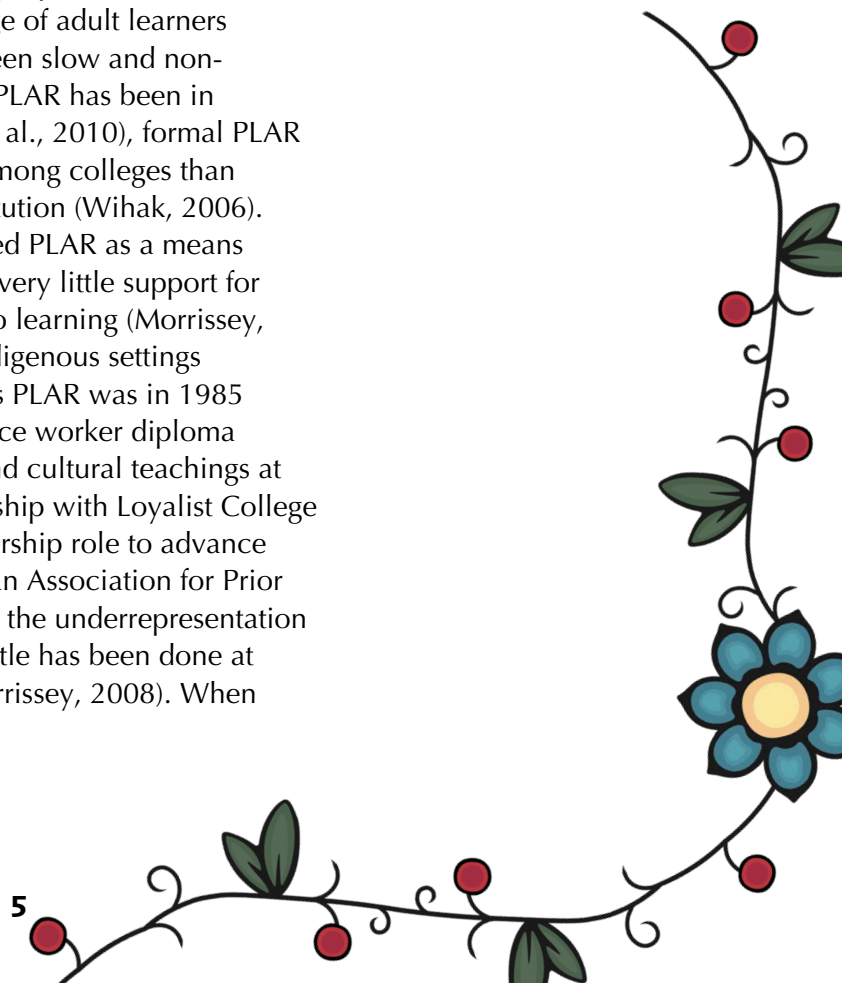 e of adult learners
een slow and non-
PLAR has been in
al., 2010), formal PLAR
mong colleges than
ution (Wihak, 2006).
ed PLAR as a means
very little support for
o learning (Morrissey,
digenous settings
s PLAR was in 1985
ce worker diploma
nd cultural teachings at
ship with Loyalist College
ership role to advance
an Association for Prior
the underrepresentation
tle has been done at
rrissey, 2008). When
5